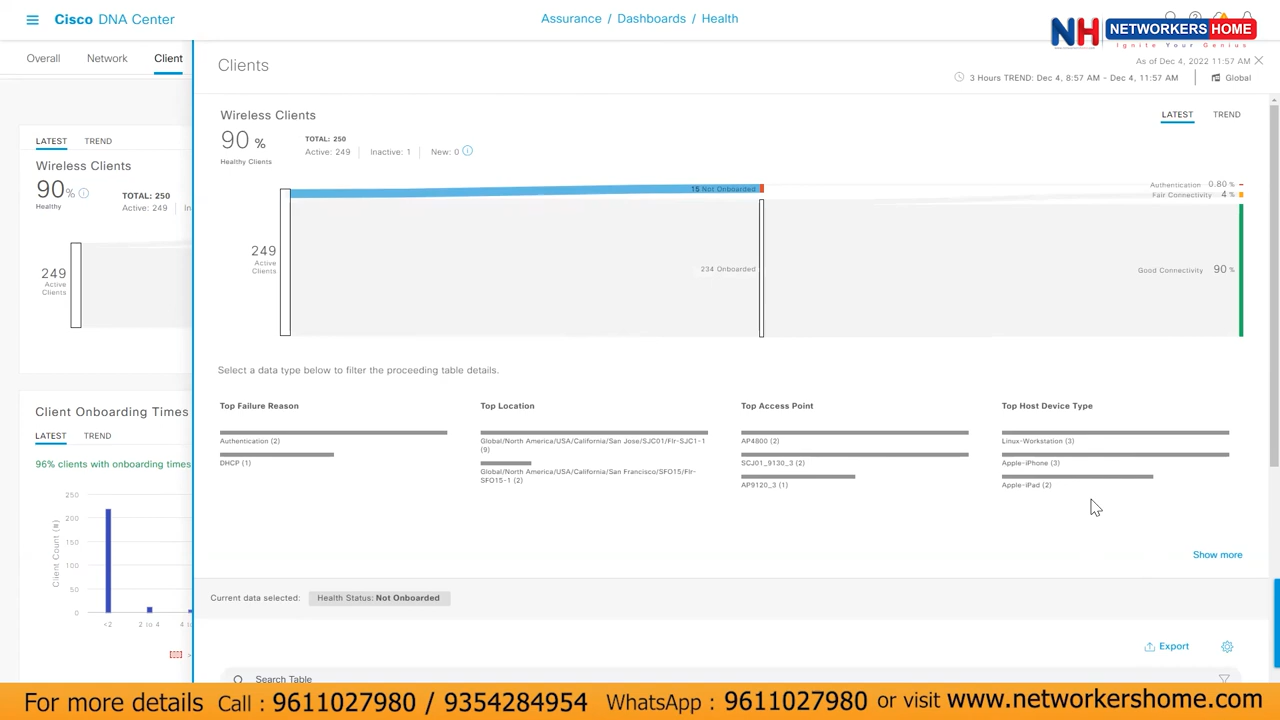 Cisco DNA Center
Assurance / Dashboards / Health
NH NETWORKERS HOME
Ignite Your Genius
Overall Network Client
Clients
As of Dec 4, 2022 11:57 AM
3 Hours TREND: Dec 4, 8:57 AM - Dec 4, 11:57 AM
Global
LATEST TREND
Wireless Clients
90%
Healthy
TOTAL: 250
Active: 249
249
Active
Clients
Client Onboarding Times
LATEST TREND
96% clients with onboarding times
Client Count (#)
250
200
150
100
50
0
<2 2 to 4
>
Wireless Clients
LATEST TREND
90 %
Healthy Clients
TOTAL: 250
Active: 249 Inactive: 1 New: 0
249
Active
Clients
15 Not Onboarded
234 Onboarded
Authentication 0.80 %
Fair Connectivity 4 %
Good Connectivity 90 %
Select a data type below to filter the proceeding table details.
Top Failure Reason
Authentication (2)
DHCP (1)
Top Location
Global/North America/USA/California/San Jose/SJC01/Flr-SJC1-1
(9)
Global/North America/USA/California/San Francisco/SFO15/Flr-
SFO15-1 (2)
Top Access Point
AP4800 (2)
SCJ01_9130_3 (2)
AP9120_3 (1)
Top Host Device Type
Linux-Workstation (3)
Apple-iPhone (3)
Apple-iPad (2)
Show more
Current data selected: Health Status: Not Onboarded
Export
Search Table
For more details Call : 9611027980 / 9354284954 WhatsApp : 9611027980 or visit www.networkershome.com